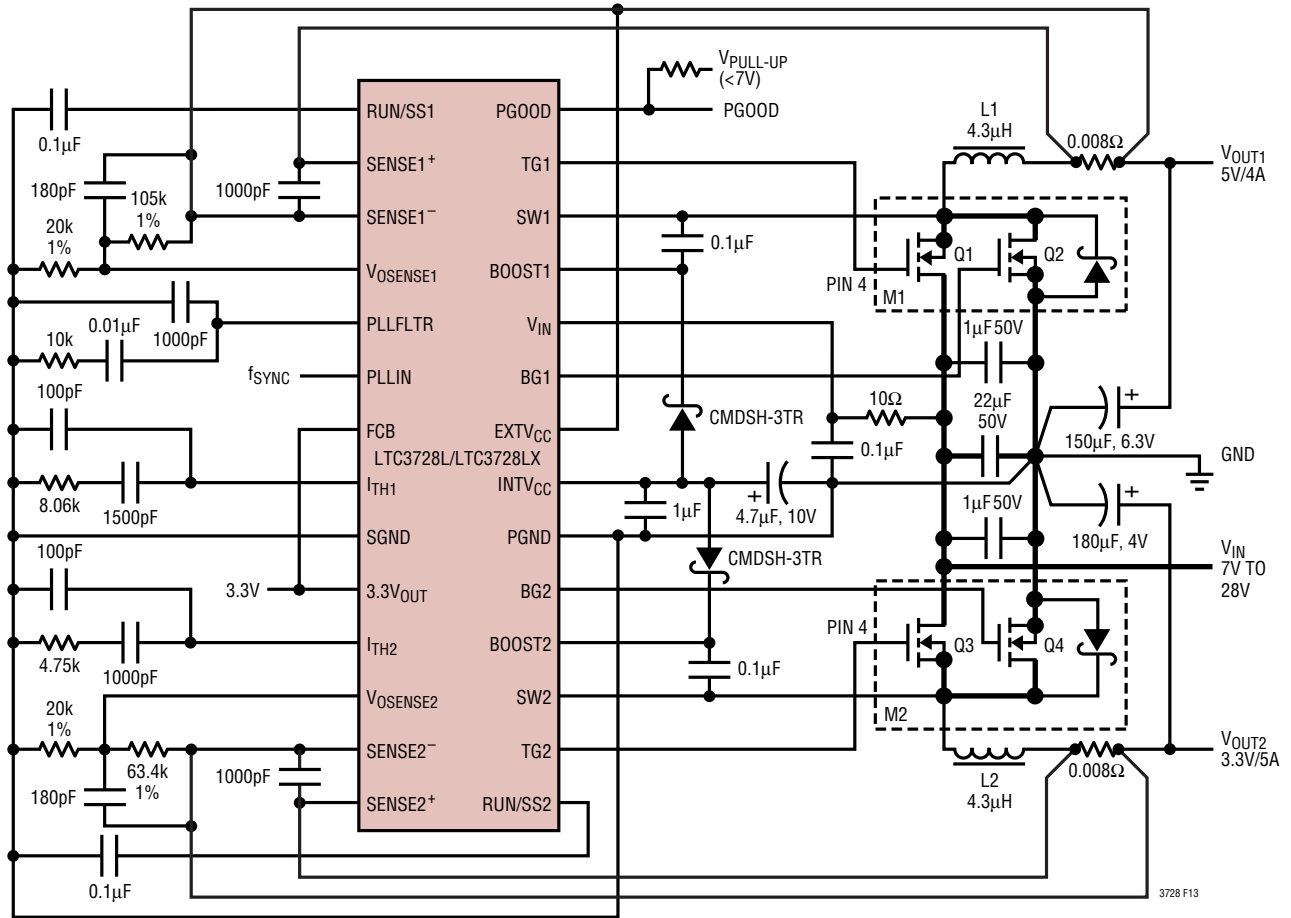 V_PULL-UP
(<7V)
PGOOD
RUN/SS1
SENSE1+
SENSE1–
V_OSENSE1
PLLFLTR
PLLIN
FCB
LTC3728L/LTC3728LX
I_TH1
SGND
3.3V_OUT
I_TH2
V_OSENSE2
SENSE2–
SENSE2+
PGOOD
TG1
SW1
BOOST1
V_IN
BG1
EXTV_CC
INTV_CC
PGND
BG2
BOOST2
SW2
TG2
RUN/SS2
0.1µF
180pF
105k
1%
20k
1%
1000pF
0.01µF
1000pF
10k
100pF
f_SYNC
8.06k
1500pF
100pF
3.3V
4.75k
1000pF
20k
1%
63.4k
1%
180pF
1000pF
0.1µF
L1
4.3µH
0.008Ω
V_OUT1
5V/4A
0.1µF
Q1
Q2
PIN 4
M1
1µF 50V
10Ω
22µF
50V
CMDSH-3TR
0.1µF
150µF, 6.3V
+
GND
1µF
+
4.7µF, 10V
1µF 50V
+
180µF, 4V
CMDSH-3TR
V_IN
7V TO
28V
PIN 4
Q3
Q4
0.1µF
M2
V_OUT2
3.3V/5A
0.008Ω
L2
4.3µH
3728 F13